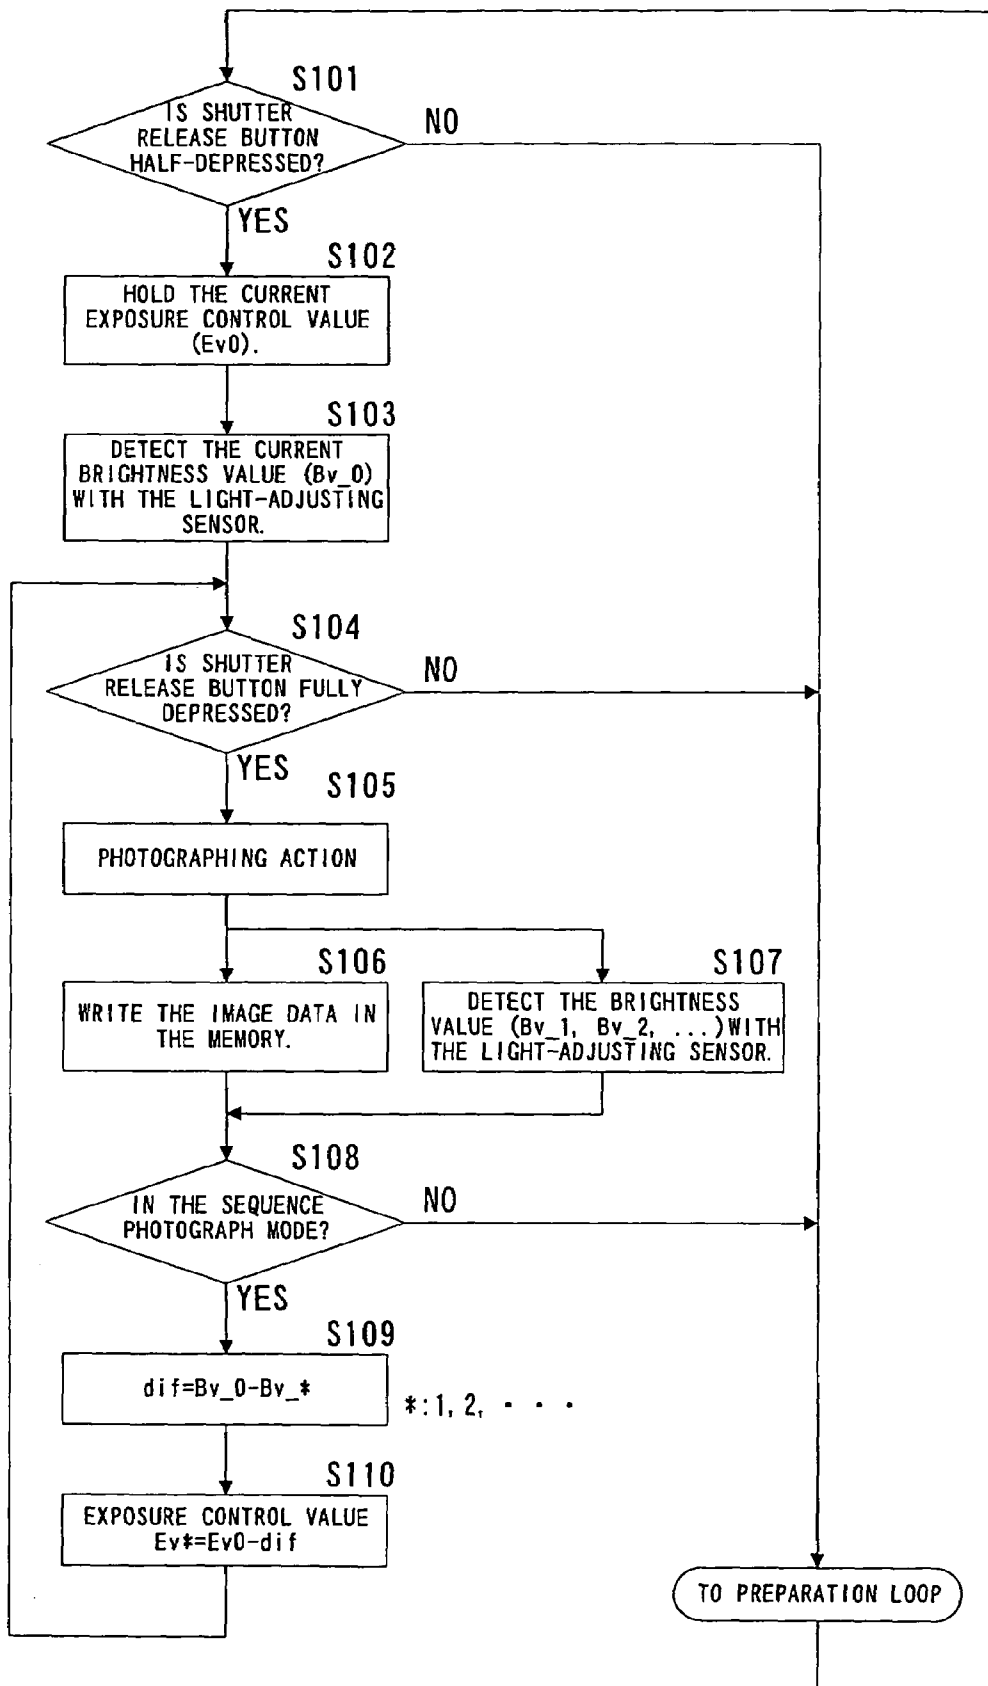 S101
IS SHUTTER
RELEASE BUTTON
HALF-DEPRESSED?
NO
YES
S102
HOLD THE CURRENT
EXPOSURE CONTROL VALUE
(Ev0).
S103
DETECT THE CURRENT
BRIGHTNESS VALUE (Bv_0)
WITH THE LIGHT-ADJUSTING
SENSOR.
S104
IS SHUTTER
RELEASE BUTTON FULLY
DEPRESSED?
NO
YES
S105
PHOTOGRAPHING ACTION
S106
WRITE THE IMAGE DATA IN
THE MEMORY.
S107
DETECT THE BRIGHTNESS
VALUE (Bv_1, Bv_2, ...)WITH
THE LIGHT-ADJUSTING SENSOR.
S108
IN THE SEQUENCE
PHOTOGRAPH MODE?
NO
YES
S109
dif=Bv_0-Bv_*
*:1, 2, · · ·
S110
EXPOSURE CONTROL VALUE
Ev*=Ev0-dif
TO PREPARATION LOOP